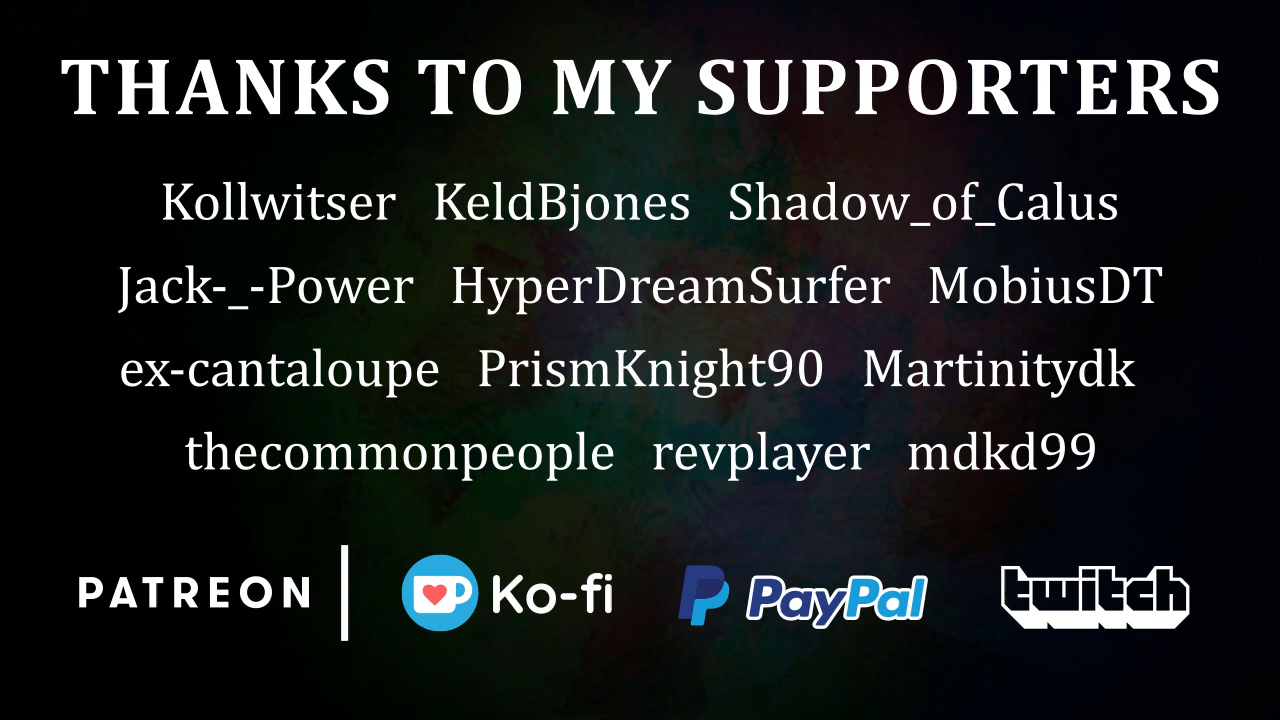 THANKS TO MY SUPPORTERS
Kollwitser KeldBjones Shadow_of_Calus
Jack-_-Power HyperDreamSurfer MobiusDT
ex-cantaloupe PrismKnight90 Martinitydk
thecommonpeople revplayer mdkd99
PATREON Ko-fi PayPal twitch